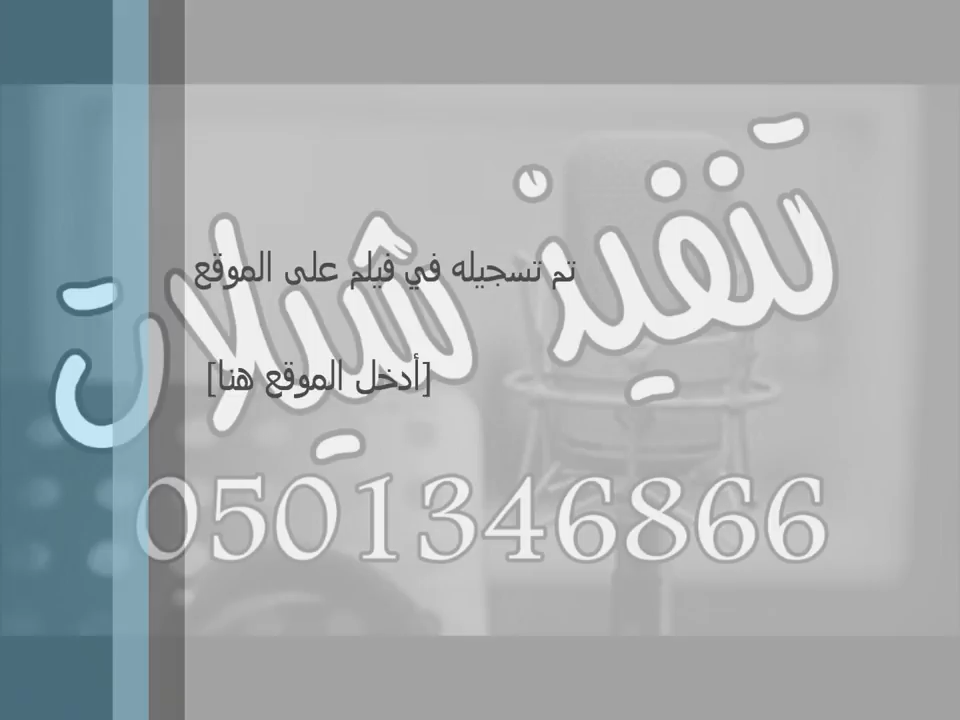 تنفيذ شيلات
تم تسجيله في فيلم على الموقع
[أدخل الموقع هنا]
0501346866